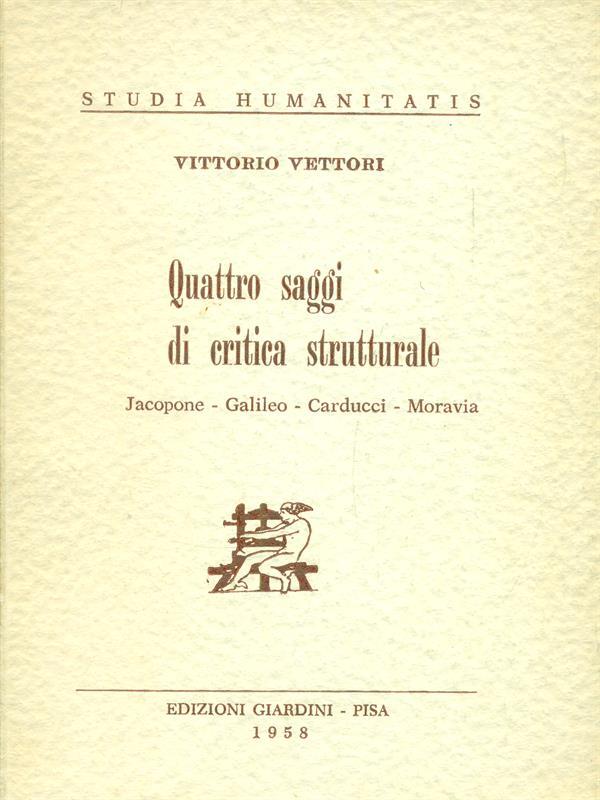 STUDIA HUMANITATIS
VITTORIO VETTORI
Quattro saggi
di critica strutturale
Jacopone - Galileo - Carducci - Moravia
EDIZIONI GIARDINI - PISA
1958